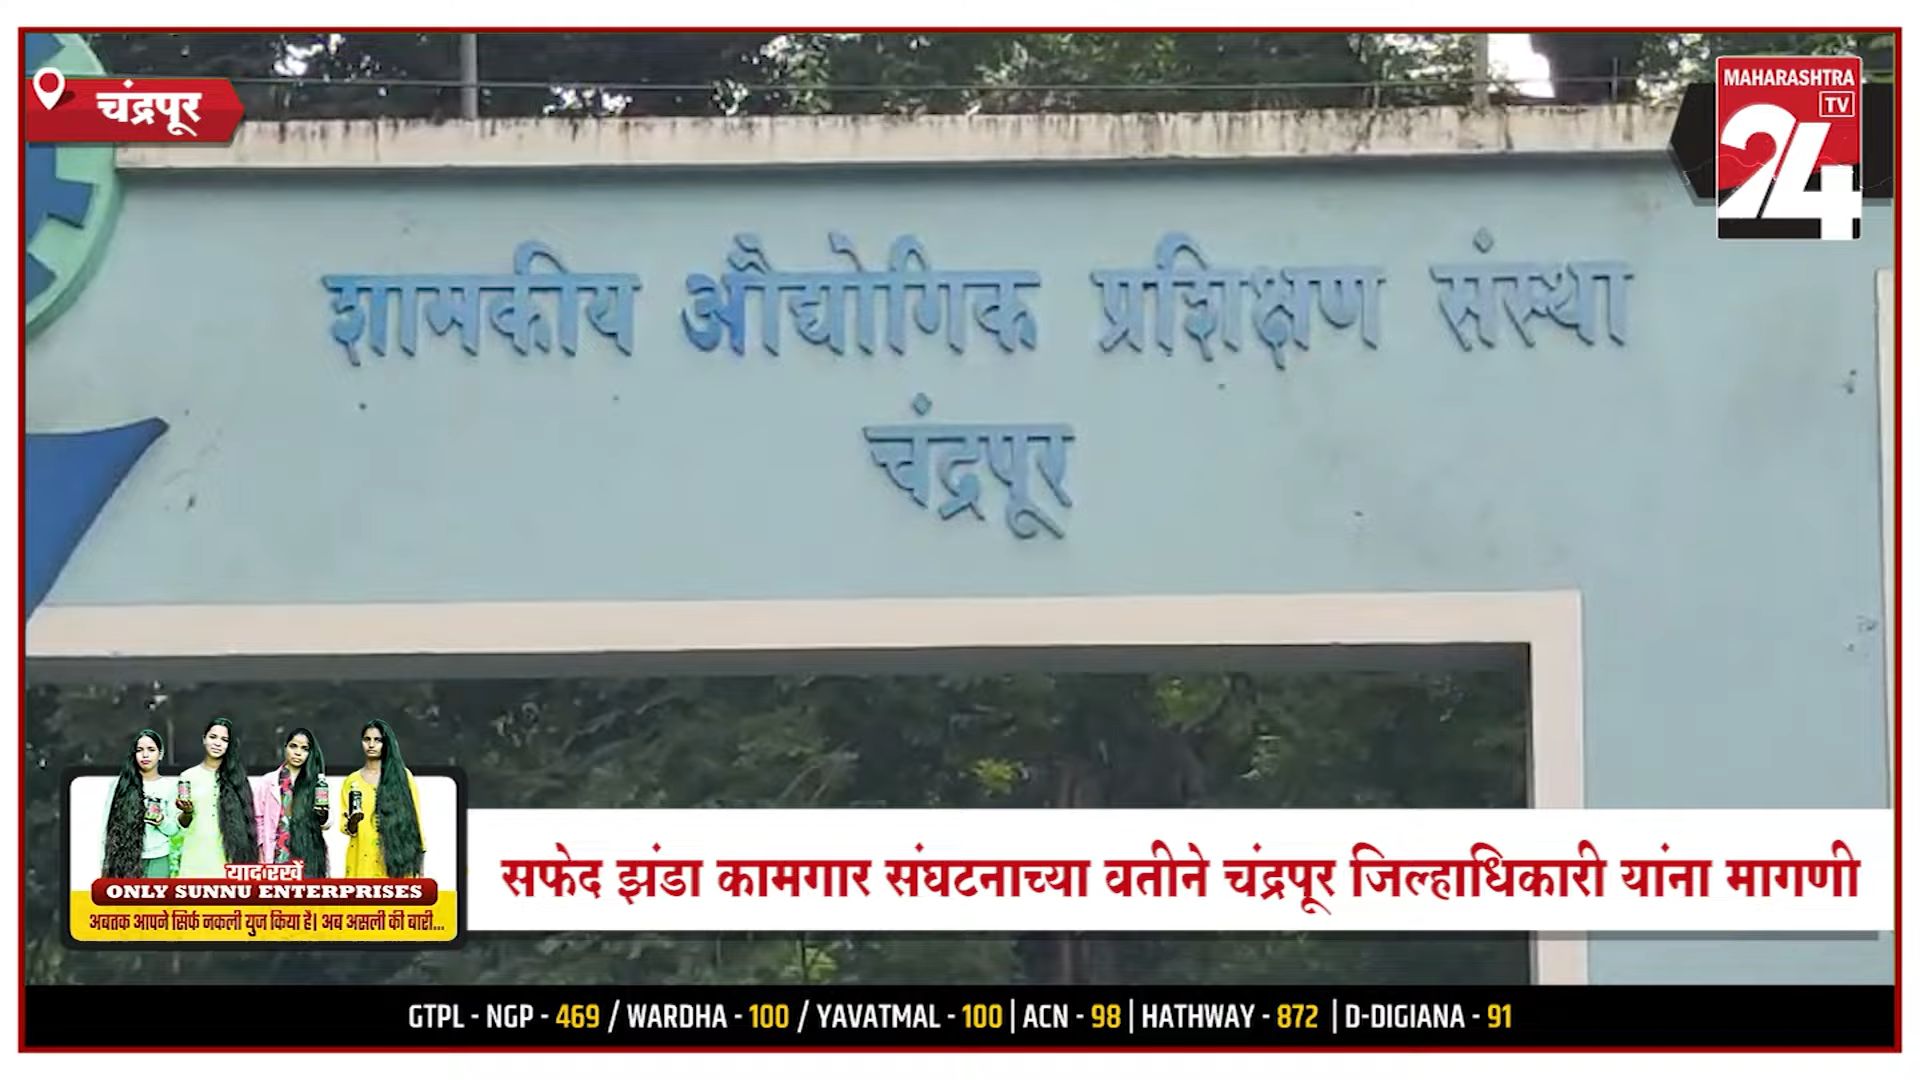 चंद्रपूर
MAHARASHTRA
TV
24
शासकीय औद्योगिक प्रशिक्षण संस्था
चंद्रपूर
याद रखें
ONLY SUNNU ENTERPRISES
अबतक आपने सिर्फ नकली युज किया है। अब असली की बारी...
सफेद झंडा कामगार संघटनाच्या वतीने चंद्रपूर जिल्हाधिकारी यांना मागणी
GTPL - NGP - 469 / WARDHA - 100 / YAVATMAL - 100 | ACN - 98 | HATHWAY - 872 | D-DIGIANA - 91